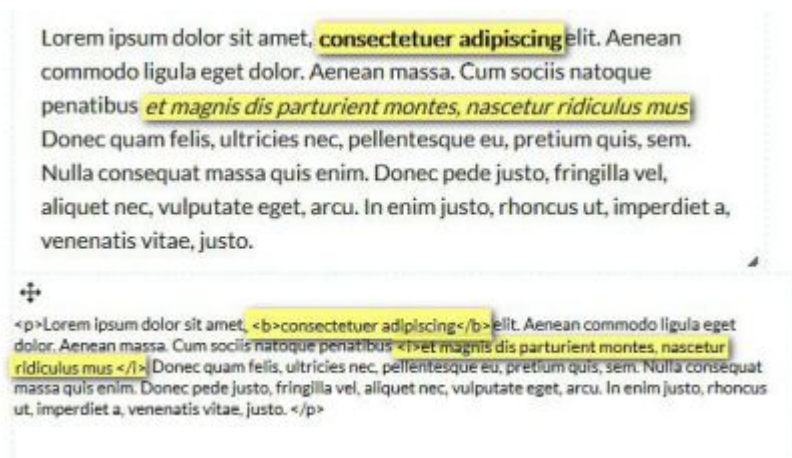 Lorem ipsum dolor sit amet, consectetuer adipiscing elit. Aenean
commodo ligula eget dolor. Aenean massa. Cum sociis natoque
penatibus et magnis dis parturient montes, nascetur ridiculus mus.
Donec quam felis, ultricies nec, pellentesque eu, pretium quis, sem.
Nulla consequat massa quis enim. Donec pede justo, fringilla vel,
aliquet nec, vulputate eget, arcu. In enim justo, rhoncus ut, imperdiet a,
venenatis vitae, justo.
<p>Lorem ipsum dolor sit amet, <b>consectetuer adipiscing</b> elit. Aenean commodo ligula eget
dolor. Aenean massa. Cum sociis natoque penatibus <i>et magnis dis parturient montes, nascetur
ridiculus mus </i>. Donec quam felis, ultricies nec, pellentesque eu, pretium quis, sem. Nulla consequat
massa quis enim. Donec pede justo, fringilla vel, aliquet nec, vulputate eget, arcu. In enim justo, rhoncus
ut, imperdiet a, venenatis vitae, justo. </p>